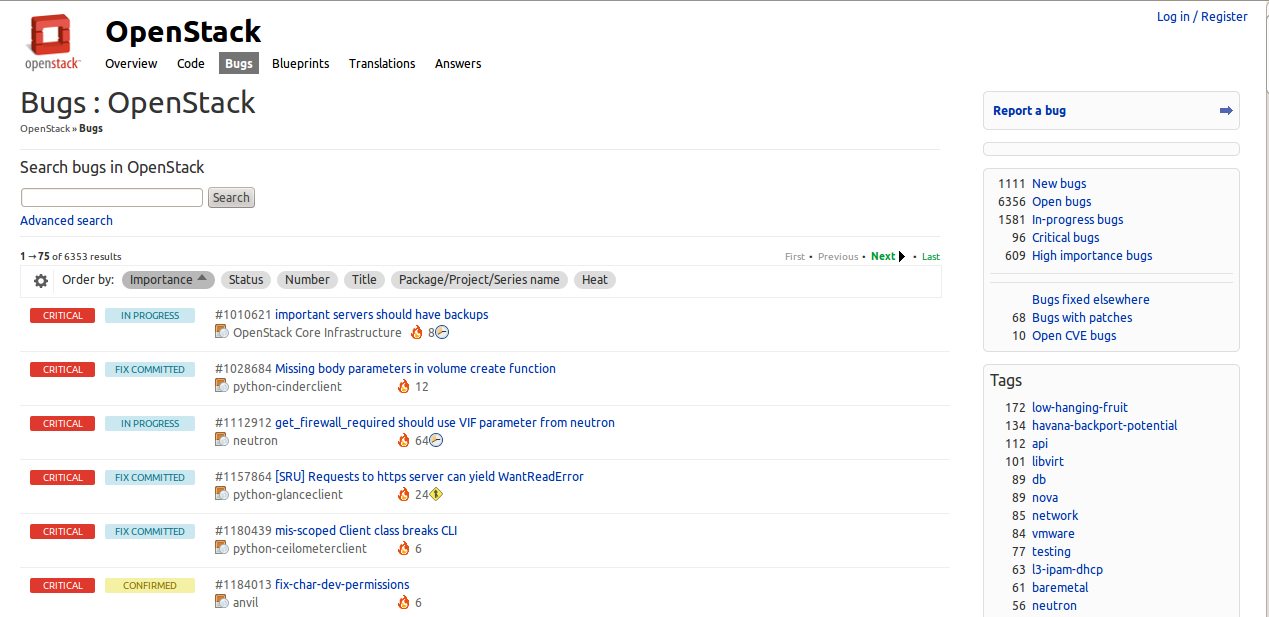 Log in / Register
openstack
OpenStack
Overview Code Bugs Blueprints Translations Answers
Bugs : OpenStack
OpenStack » Bugs
Search bugs in OpenStack
Search
Advanced search
1 → 75 of 6353 results
First • Previous • Next • Last
Order by: Importance Status Number Title Package/Project/Series name Heat
CRITICAL IN PROGRESS #1010621 important servers should have backups
OpenStack Core Infrastructure 8
CRITICAL FIX COMMITTED #1028684 Missing body parameters in volume create function
python-cinderclient 12
CRITICAL IN PROGRESS #1112912 get_firewall_required should use VIF parameter from neutron
neutron 64
CRITICAL FIX COMMITTED #1157864 [SRU] Requests to https server can yield WantReadError
python-glanceclient 24
CRITICAL FIX COMMITTED #1180439 mis-scoped Client class breaks CLI
python-ceilometerclient 6
CRITICAL CONFIRMED #1184013 fix-char-dev-permissions
anvil 6
Report a bug
1111 New bugs
6356 Open bugs
1581 In-progress bugs
96 Critical bugs
609 High importance bugs
Bugs fixed elsewhere
68 Bugs with patches
10 Open CVE bugs
Tags
172 low-hanging-fruit
134 havana-backport-potential
112 api
101 libvirt
89 db
89 nova
85 network
84 vmware
77 testing
63 l3-ipam-dhcp
61 baremetal
56 neutron